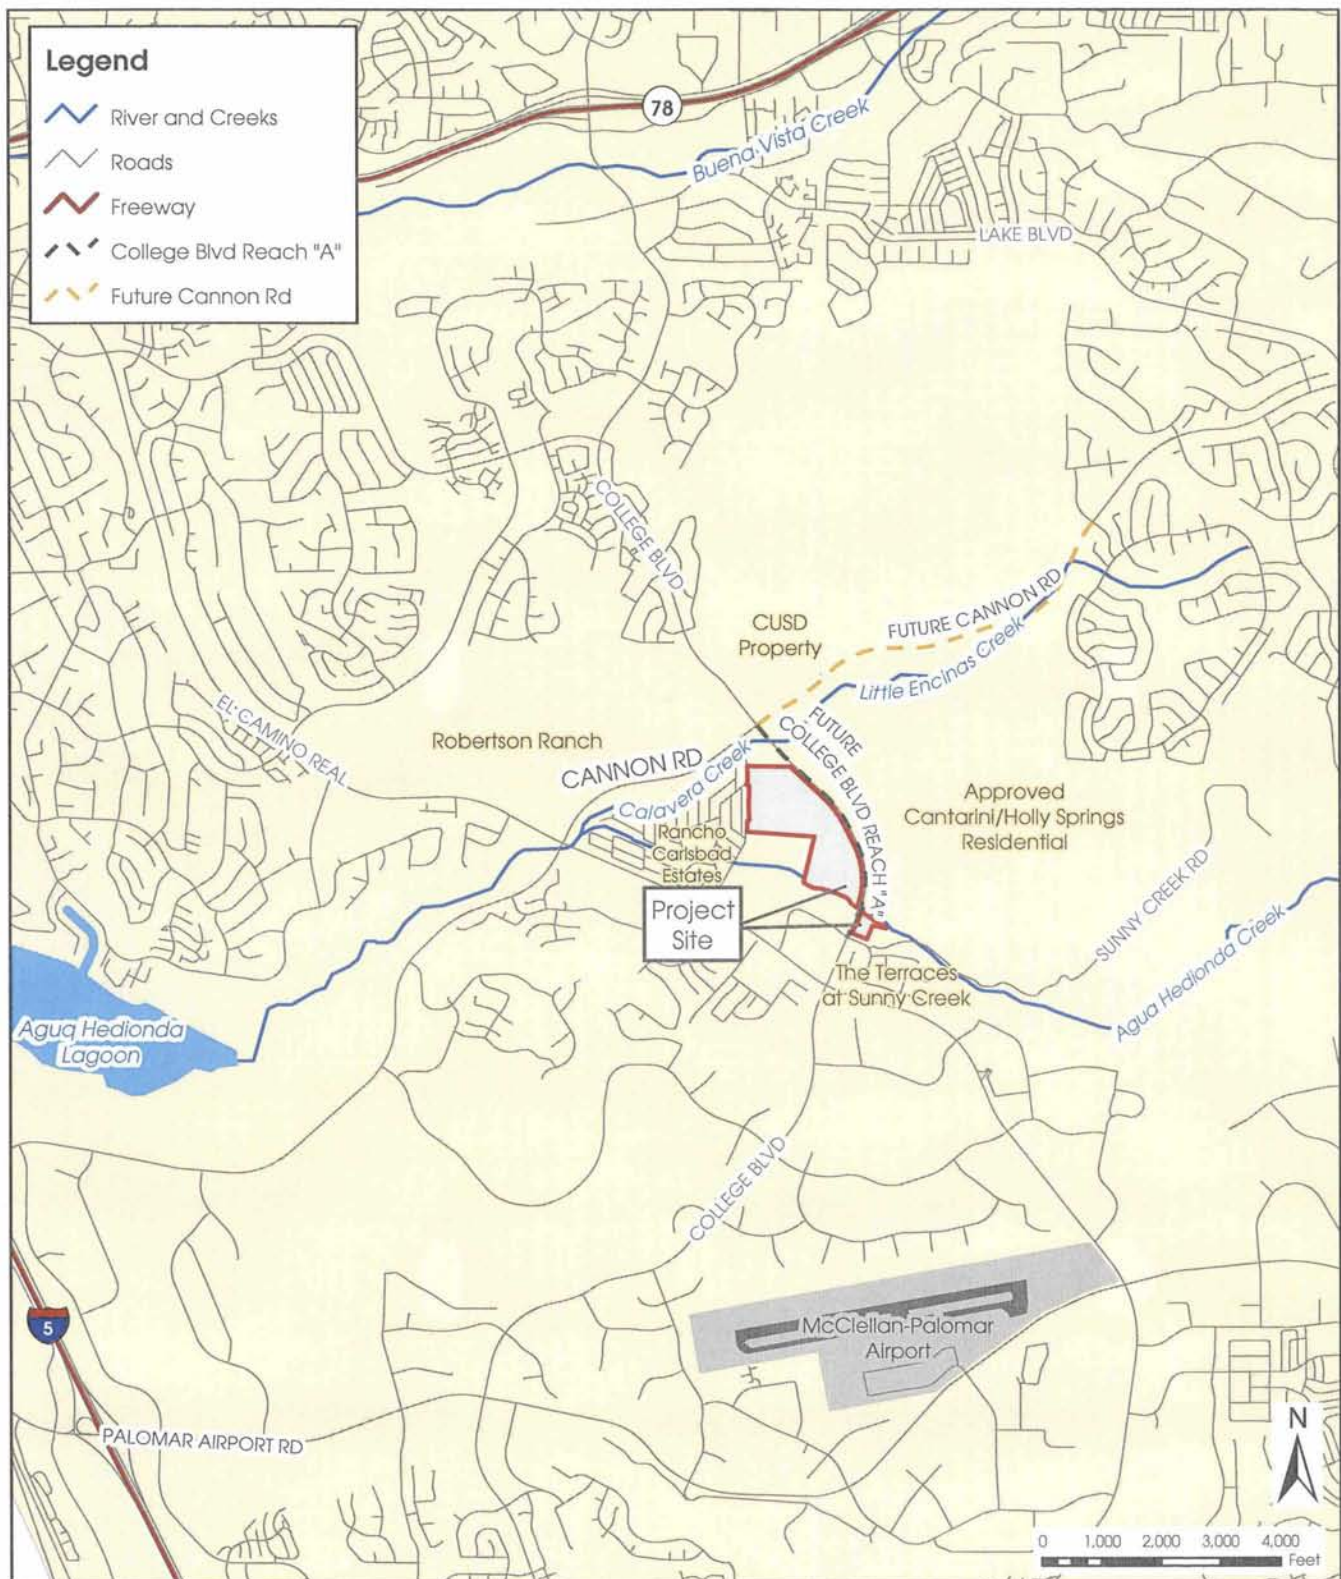 Legend
River and Creeks
Roads
Freeway
College Blvd Reach "A"
Future Cannon Rd
78
Buena Vista Creek
LAKE BLVD
COLLEGE BLVD
CUSD
Property
FUTURE CANNON RD
Little Encinas Creek
FUTURE
COLLEGE BLVD REACH "A"
EL CAMINO REAL
Robertson Ranch
CANNON RD
Calavera Creek
Rancho
Carlsbad
Estates
Approved
Cantarini/Holly Springs
Residential
Project
Site
SUNNY CREEK RD
The Terraces
at Sunny Creek
Agua Hedionda Creek
Aguq Hedionda
Lagoon
COLLEGE BLVD
McClellan-Palomar
Airport
5
PALOMAR AIRPORT RD
N
0 1,000 2,000 3,000 4,000
Feet